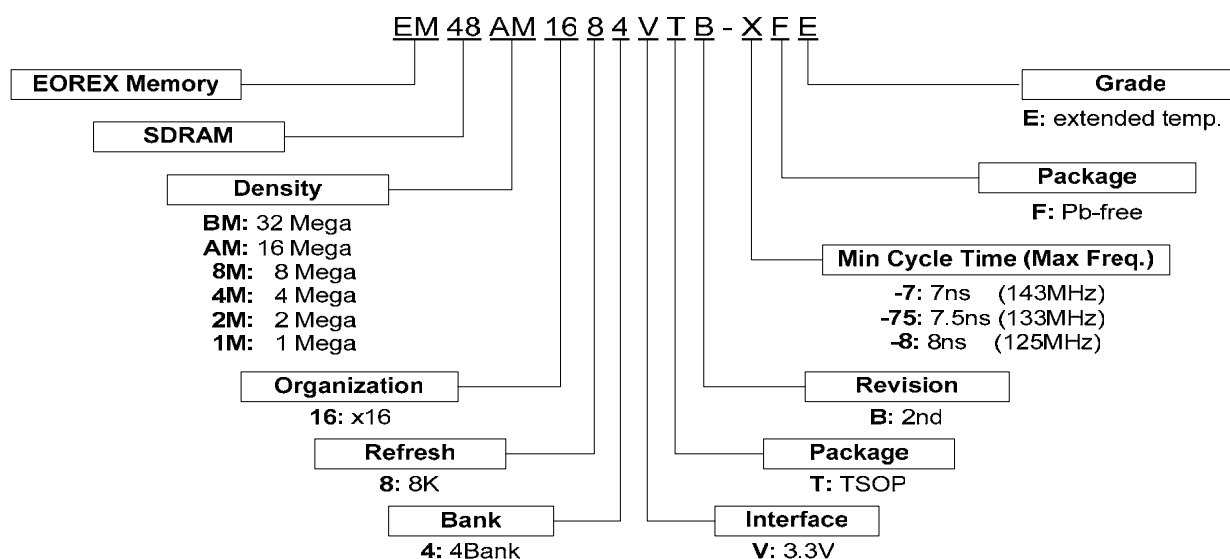 EM 48 AM 16 8 4 V T B - X F E
EOREX Memory
SDRAM
Density
BM: 32 Mega
AM: 16 Mega
8M: 8 Mega
4M: 4 Mega
2M: 2 Mega
1M: 1 Mega
Organization
16: x16
Refresh
8: 8K
Bank
4: 4Bank
Grade
E: extended temp.
Package
F: Pb-free
Min Cycle Time (Max Freq.)
-7: 7ns (143MHz)
-75: 7.5ns (133MHz)
-8: 8ns (125MHz)
Revision
B: 2nd
Package
T: TSOP
Interface
V: 3.3V